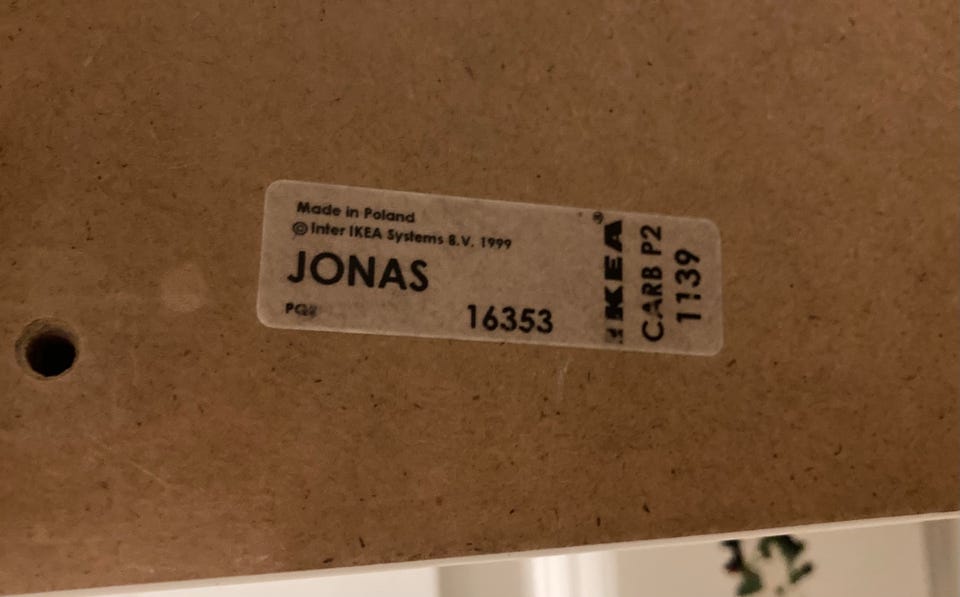 Made in Poland
© Inter IKEA Systems B.V. 1999
JONAS
16353
IKEA®
CARB P2
1139